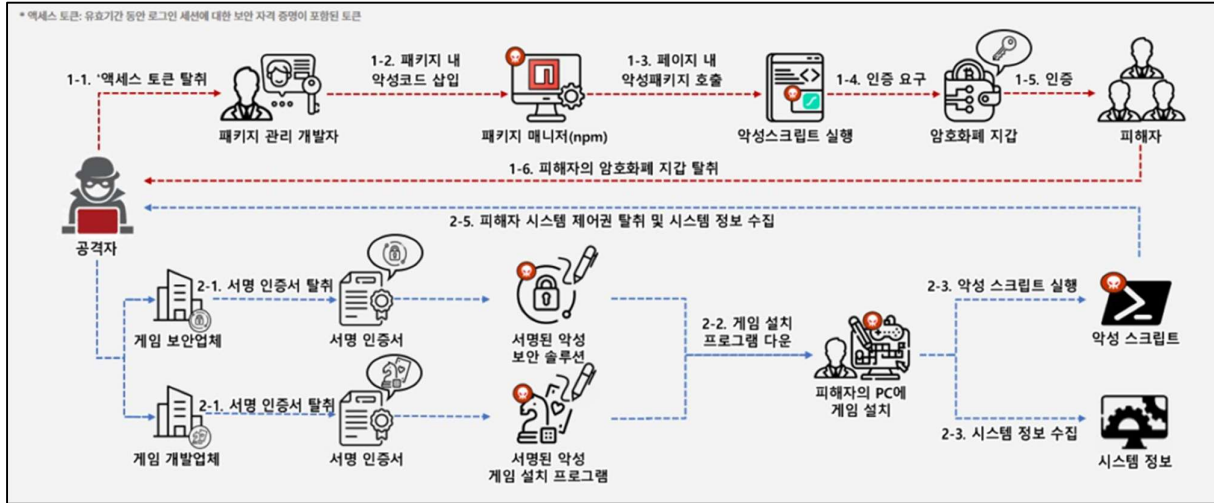 * 액세스 토큰: 유효기간 동안 로그인 세션에 대한 보안 자격 증명이 포함된 토큰
1-1. '액세스 토큰 탈취
패키지 관리 개발자
1-2. 패키지 내
악성코드 삽입
패키지 매니저(npm)
1-3. 페이지 내
악성패키지 호출
악성스크립트 실행
1-4. 인증 요구
암호화폐 지갑
1-5. 인증
피해자
1-6. 피해자의 암호화폐 지갑 탈취
공격자
2-5. 피해자 시스템 제어권 탈취 및 시스템 정보 수집
2-1. 서명 인증서 탈취
게임 보안업체
서명 인증서
서명된 악성
보안 솔루션
2-1. 서명 인증서 탈취
게임 개발업체
서명 인증서
서명된 악성
게임 설치 프로그램
2-2. 게임 설치
프로그램 다운
피해자의 PC에
게임 설치
2-3. 악성 스크립트 실행
악성 스크립트
2-3. 시스템 정보 수집
시스템 정보